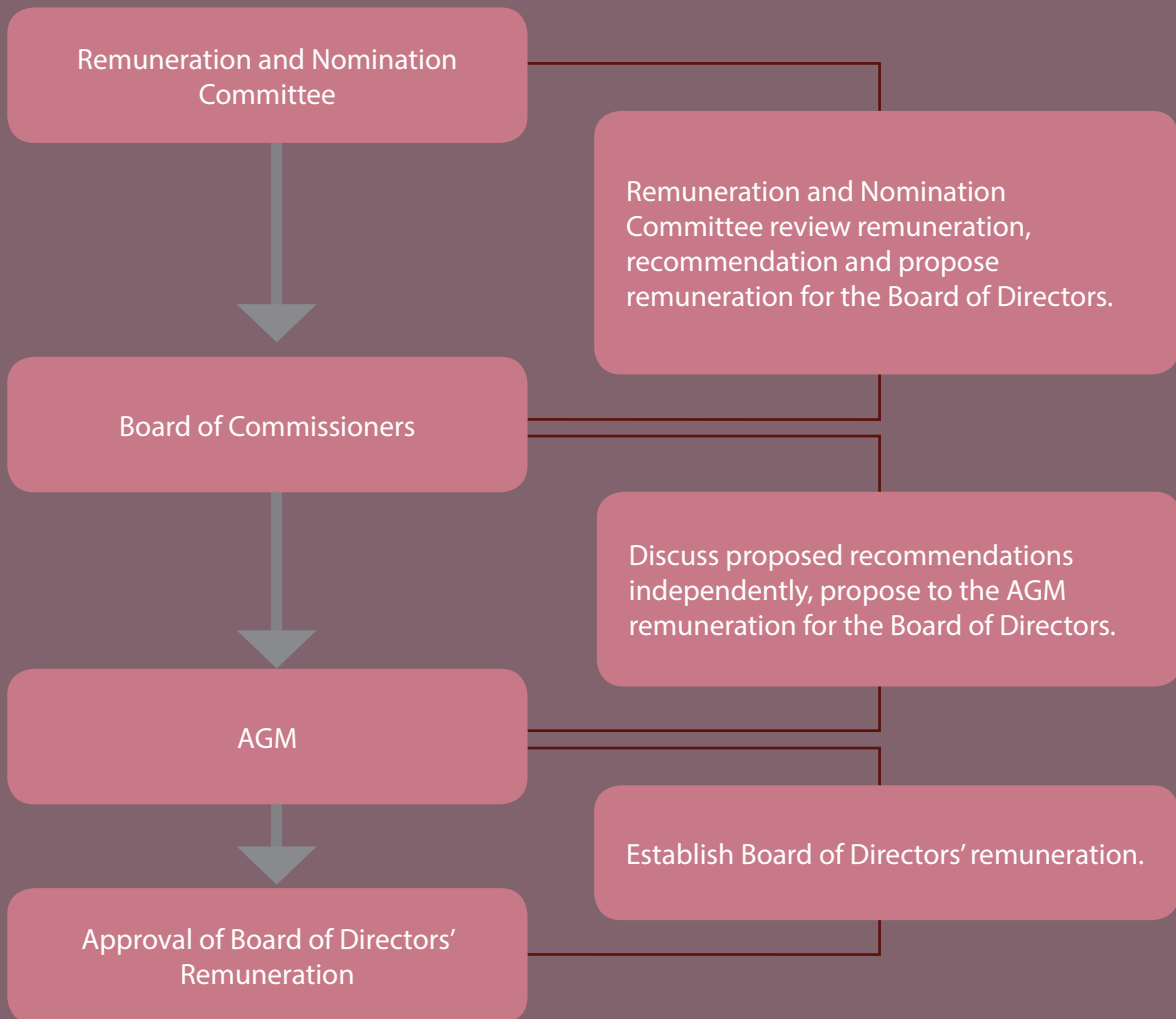 Remuneration and Nomination
Committee
Remuneration and Nomination
Committee review remuneration,
recommendation and propose
remuneration for the Board of Directors.
Board of Commissioners
Discuss proposed recommendations
independently, propose to the AGM
remuneration for the Board of Directors.
AGM
Establish Board of Directors’ remuneration.
Approval of Board of Directors’
Remuneration